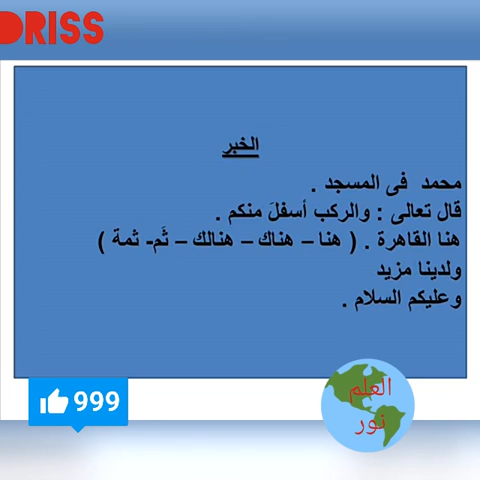 DRISS
الخبر
محمد فى المسجد .
قال تعالى : والركب أسفلَ منكم .
هنا القاهرة . ( هنا – هناك – هنالك – ثَم- ثمة )
ولدينا مزيد
وعليكم السلام .
999
العلم
نور